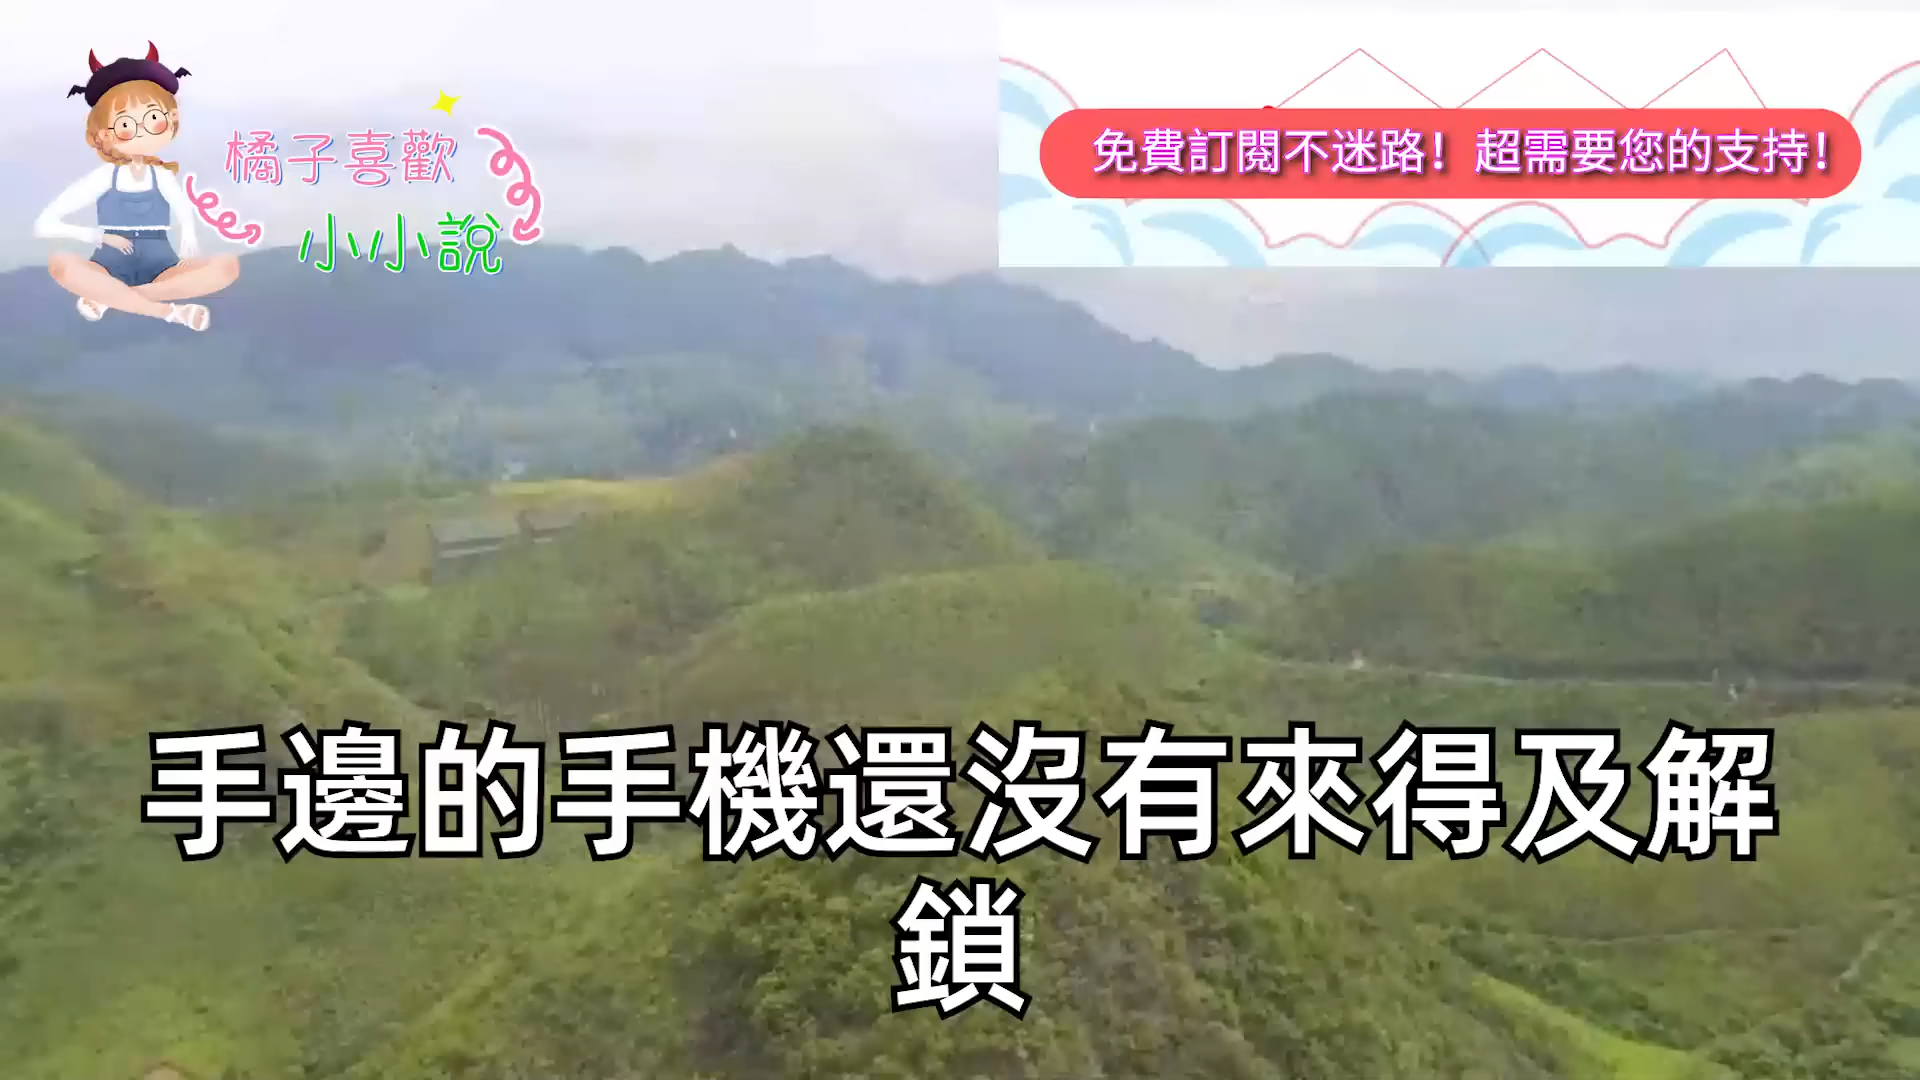 橘子喜歡
小小說
免費訂閱不迷路！超需要您的支持！
手邊的手機還沒有來得及解
鎖